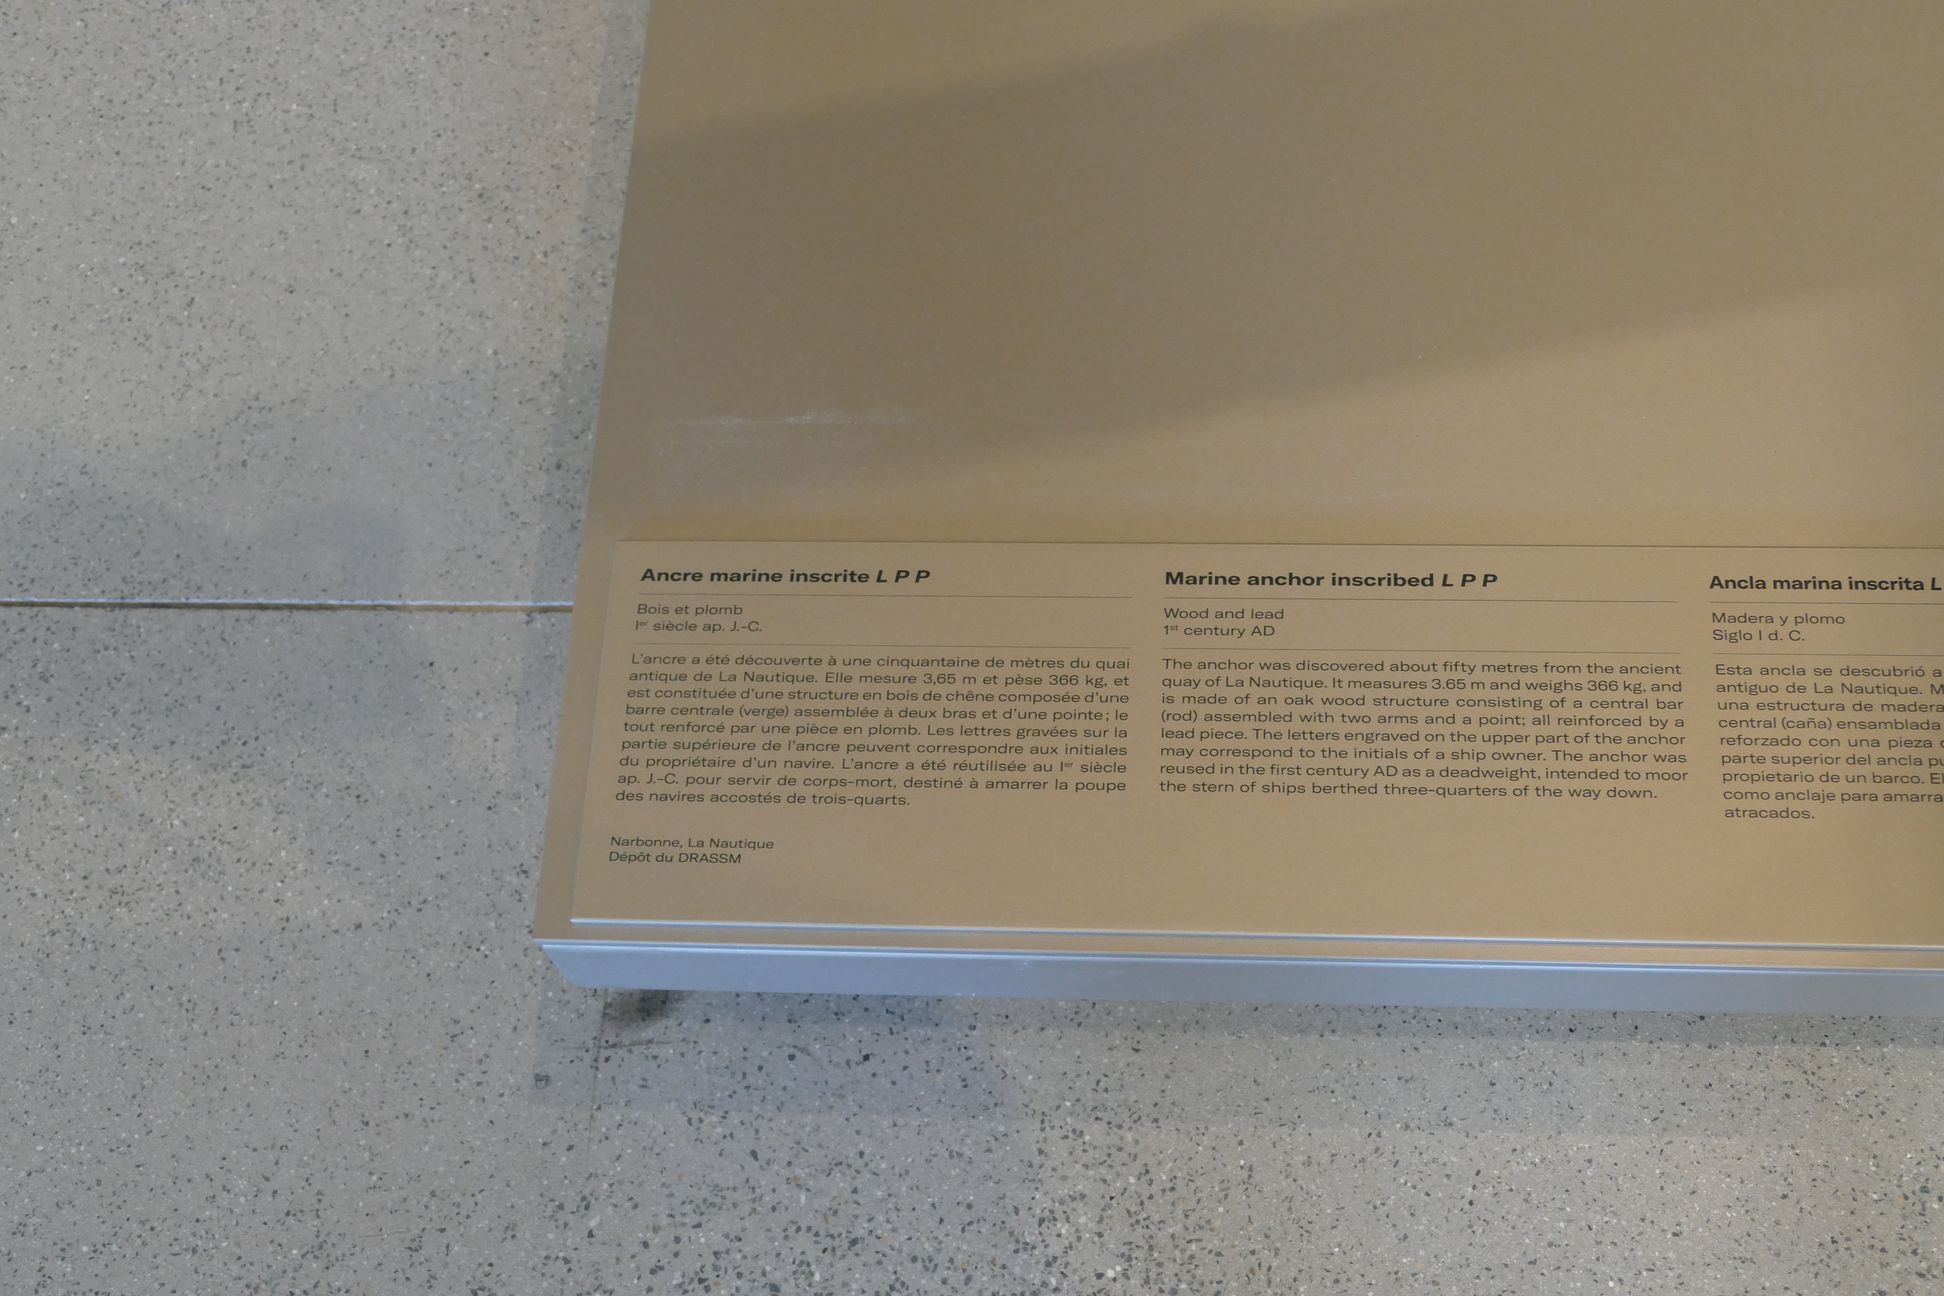 Ancre marine inscrite L P P
Bois et plomb
Ier siècle ap. J.-C.
L'ancre a été découverte à une cinquantaine de mètres du quai
antique de La Nautique. Elle mesure 3,65 m et pèse 366 kg, et
est constituée d'une structure en bois de chêne composée d'une
barre centrale (verge) assemblée à deux bras et d'une pointe ; le
tout renforcé par une pièce en plomb. Les lettres gravées sur la
partie supérieure de l'ancre peuvent correspondre aux initiales
du propriétaire d'un navire. L'ancre a été réutilisée au Ier siècle
ap. J.-C. pour servir de corps-mort, destiné à amarrer la poupe
des navires accostés de trois-quarts.
Narbonne, La Nautique
Dépôt du DRASSM
Marine anchor inscribed L P P
Wood and lead
1st century AD
The anchor was discovered about fifty metres from the ancient
quay of La Nautique. It measures 3.65 m and weighs 366 kg, and
is made of an oak wood structure consisting of a central bar
(rod) assembled with two arms and a point; all reinforced by a
lead piece. The letters engraved on the upper part of the anchor
may correspond to the initials of a ship owner. The anchor was
reused in the first century AD as a deadweight, intended to moor
the stern of ships berthed three-quarters of the way down.
Ancla marina inscrita L
Madera y plomo
Siglo I d. C.
Esta ancla se descubrió a
antiguo de La Nautique. M
una estructura de madera
central (caña) ensamblada
reforzado con una pieza
parte superior del ancla pu
propietario de un barco. El
como anclaje para amarra
atracados.